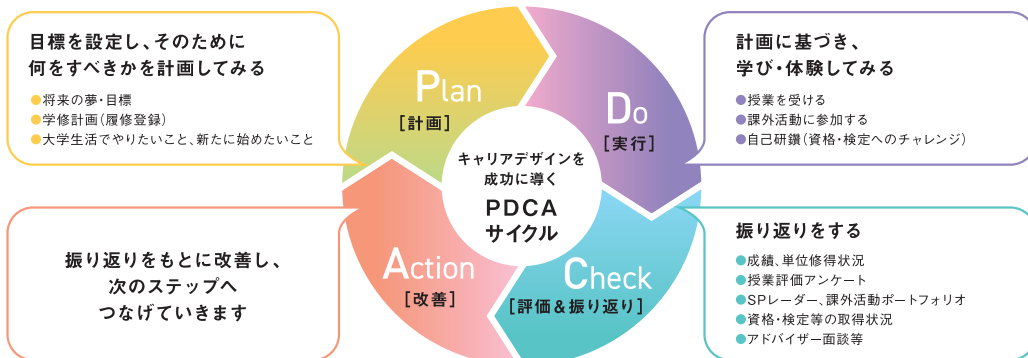 目標を設定し、そのために
何をすべきかを計画してみる
●将来の夢・目標
●学修計画(履修登録)
●大学生活でやりたいこと、新たに始めたいこと
Plan
[計画]
Do
[実行]
計画に基づき、
学び・体験してみる
●授業を受ける
●課外活動に参加する
●自己研鑽(資格・検定へのチャレンジ)
キャリアデザインを
成功に導く
PDCA
サイクル
振り返りをもとに改善し、
次のステップへ
つなげていきます
Action
[改善]
Check
[評価&振り返り]
振り返りをする
●成績、単位修得状況
●授業評価アンケート
●SPレーダー、課外活動ポートフォリオ
●資格・検定等の取得状況
●アドバイザー面談等